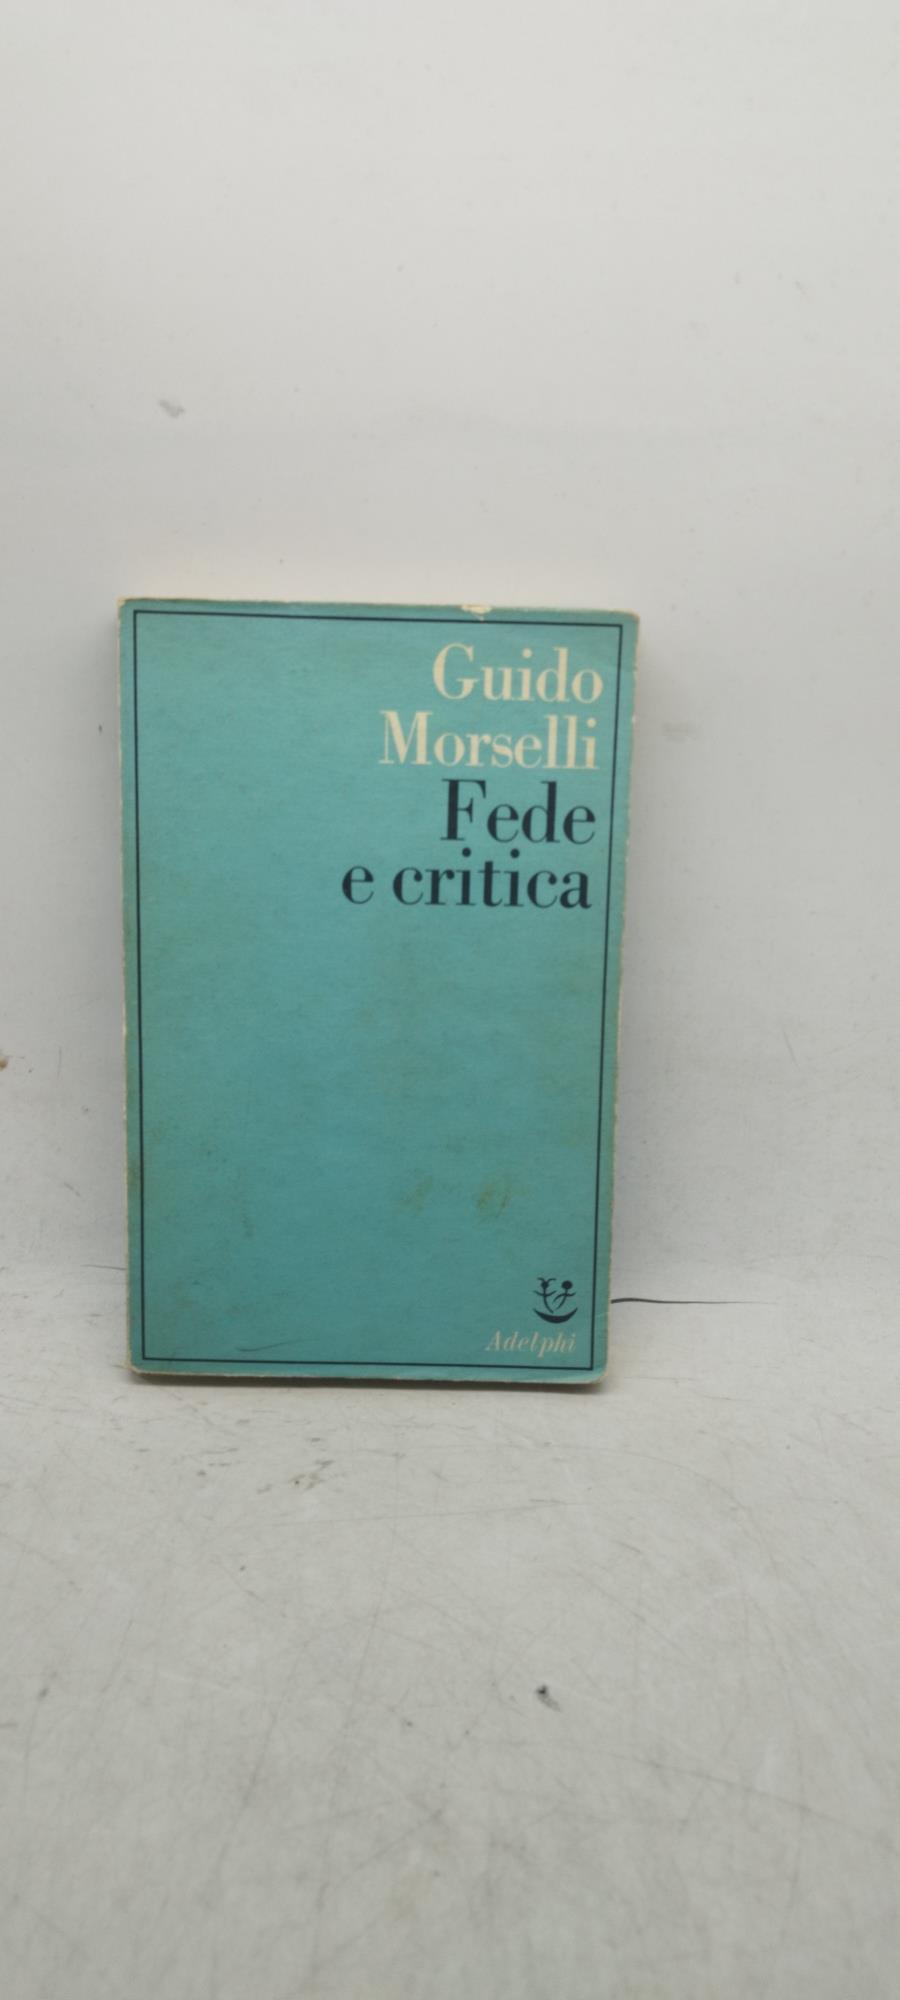 Guido
Morselli
Fede
e critica
Adelphi